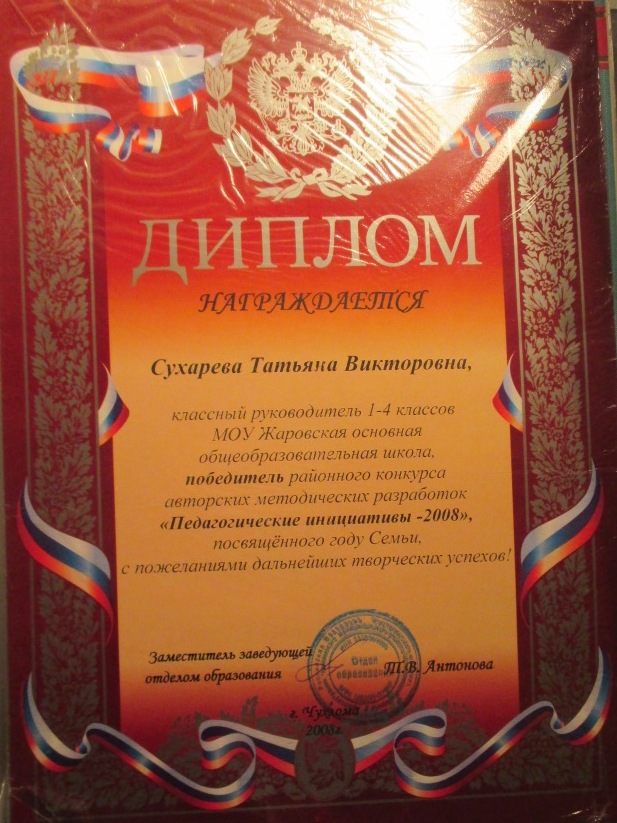 ДИПЛОМ
НАГРАЖДАЕТСЯ
Сухарева Татьяна Викторовна,
классный руководитель 1-4 классов
МОУ Жаровская основная
общеобразовательная школа,
победитель районного конкурса
авторских методических разработок
«Педагогические инициативы -2008»,
посвящённого году Семьи,
с пожеланиями дальнейших творческих успехов!
Заместитель заведующей
отделом образования
Т.В. Антонова
Отдел
образования
г. Чухлома
2008г.